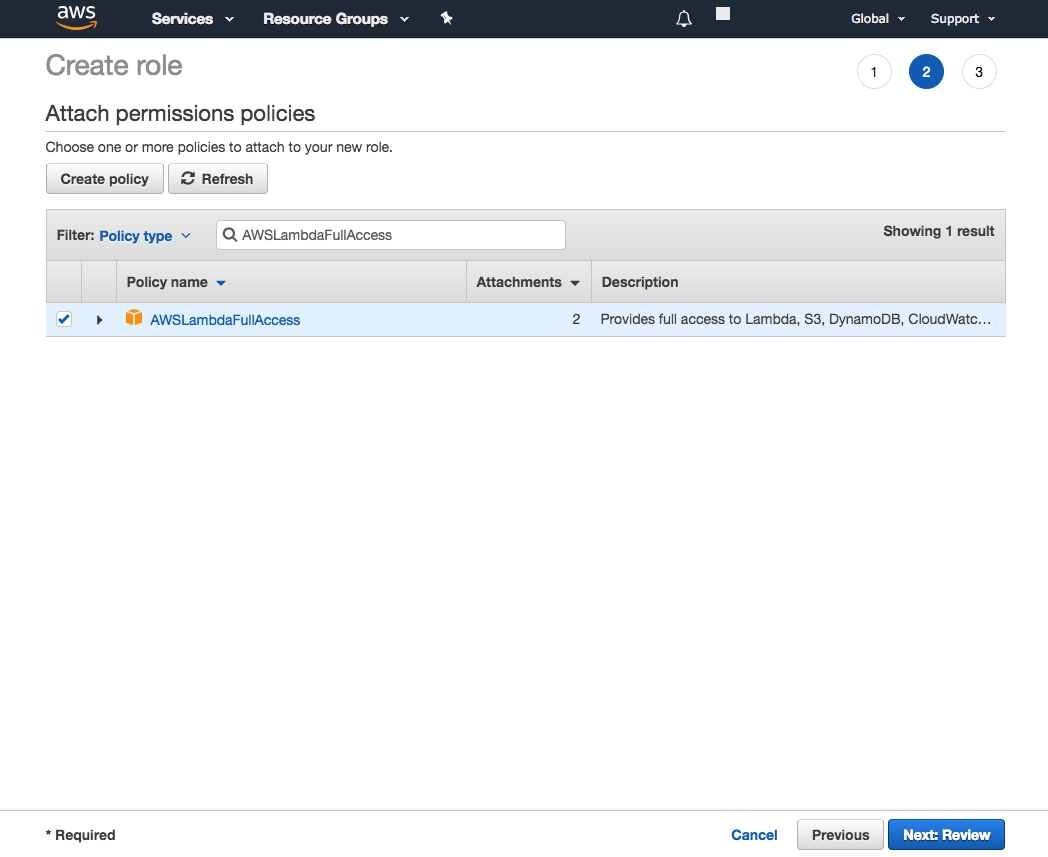 aws Services Resource Groups Global Support
Create role 1 2 3
Attach permissions policies
Choose one or more policies to attach to your new role.
Create policy Refresh
Filter: Policy type AWSLambdaFullAccess Showing 1 result
Policy name Attachments Description
AWSLambdaFullAccess 2 Provides full access to Lambda, S3, DynamoDB, CloudWatc…
* Required Cancel Previous Next: Review